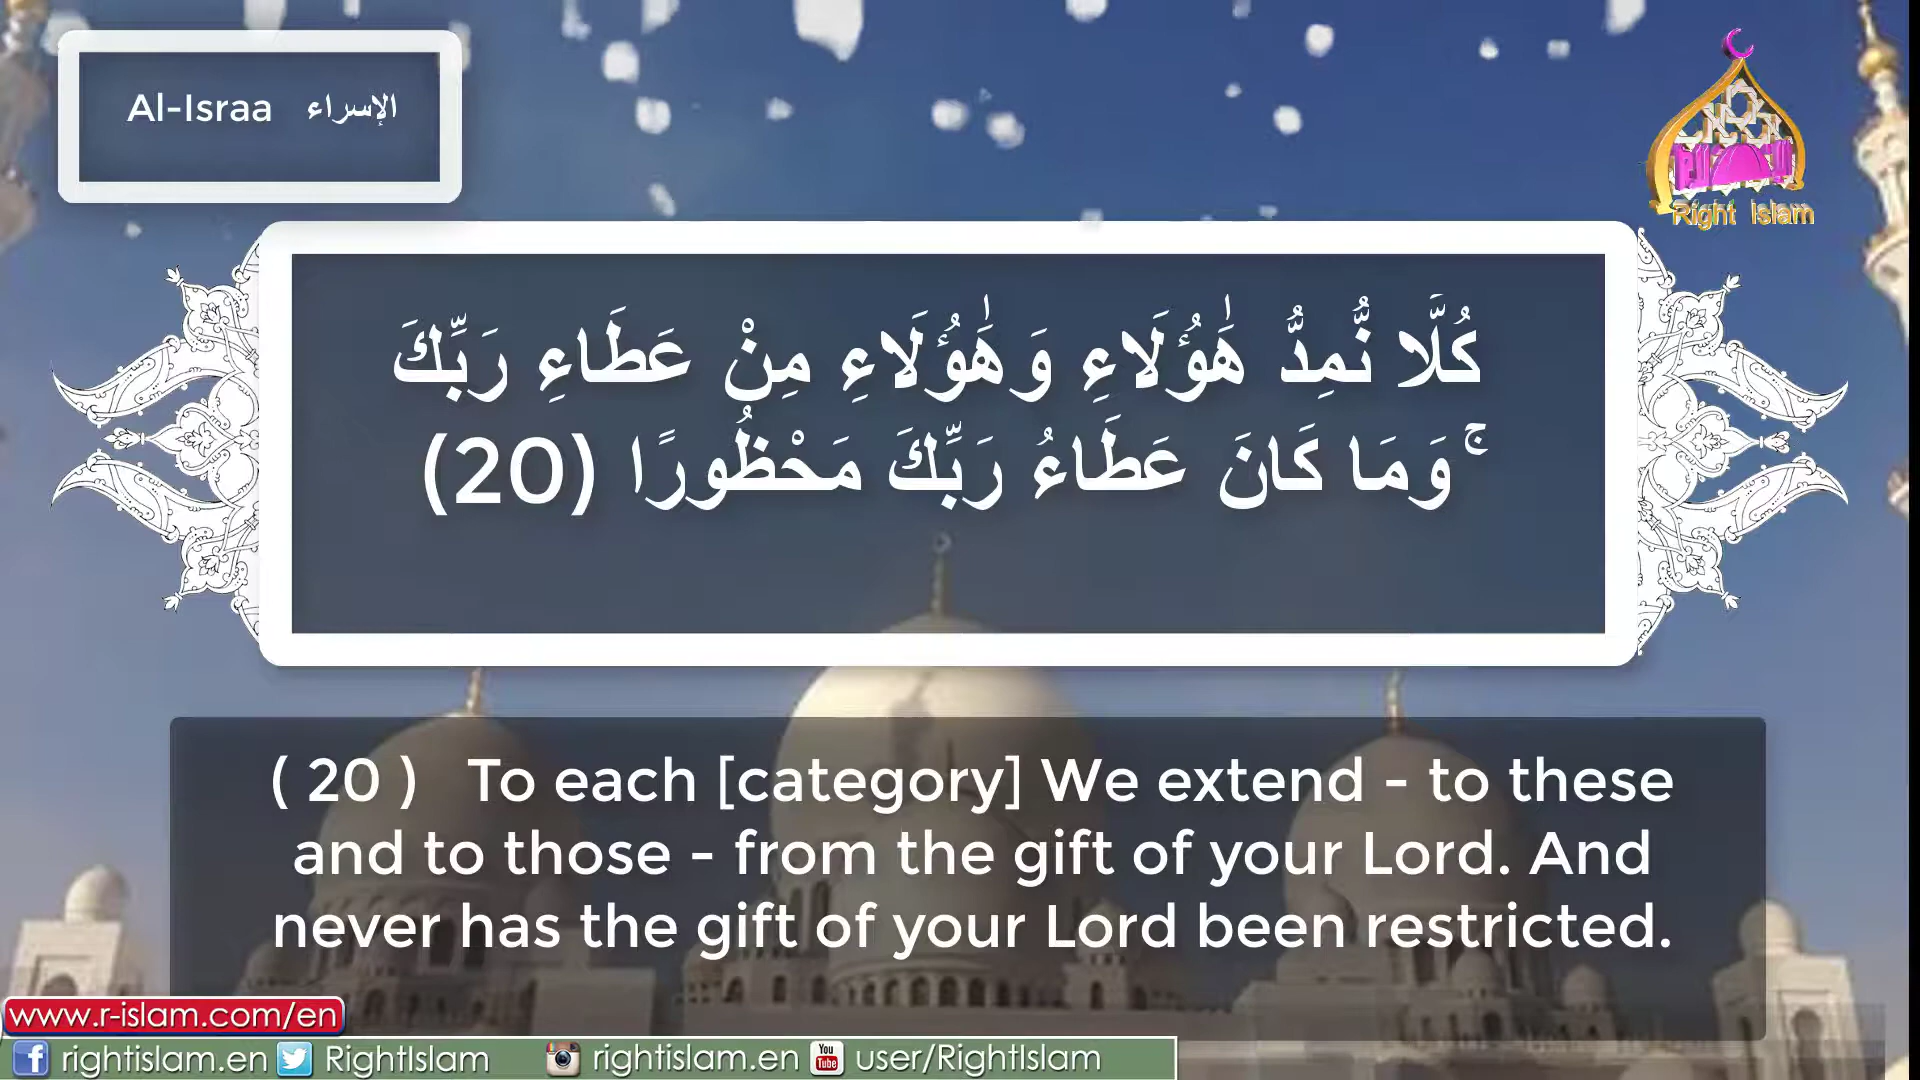 Al-Israa الإسراء
Right Islam
كُلًّا نُّمِدُّ هَٰؤُلَاءِ وَهَٰؤُلَاءِ مِنْ عَطَاءِ رَبِّكَ
ۚ وَمَا كَانَ عَطَاءُ رَبِّكَ مَحْظُورًا (20)
( 20 ) To each [category] We extend - to these
and to those - from the gift of your Lord. And
never has the gift of your Lord been restricted.
www.r-islam.com/en
rightislam.en RightIslam rightislam.en You Tube user/RightIslam